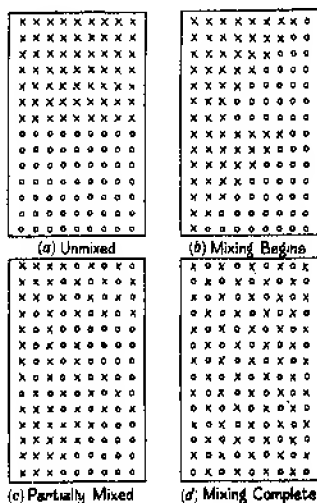 (a) Unmixed
(b) Mixing Begins
(c) Partially Mixed
(d) Mixing Complete